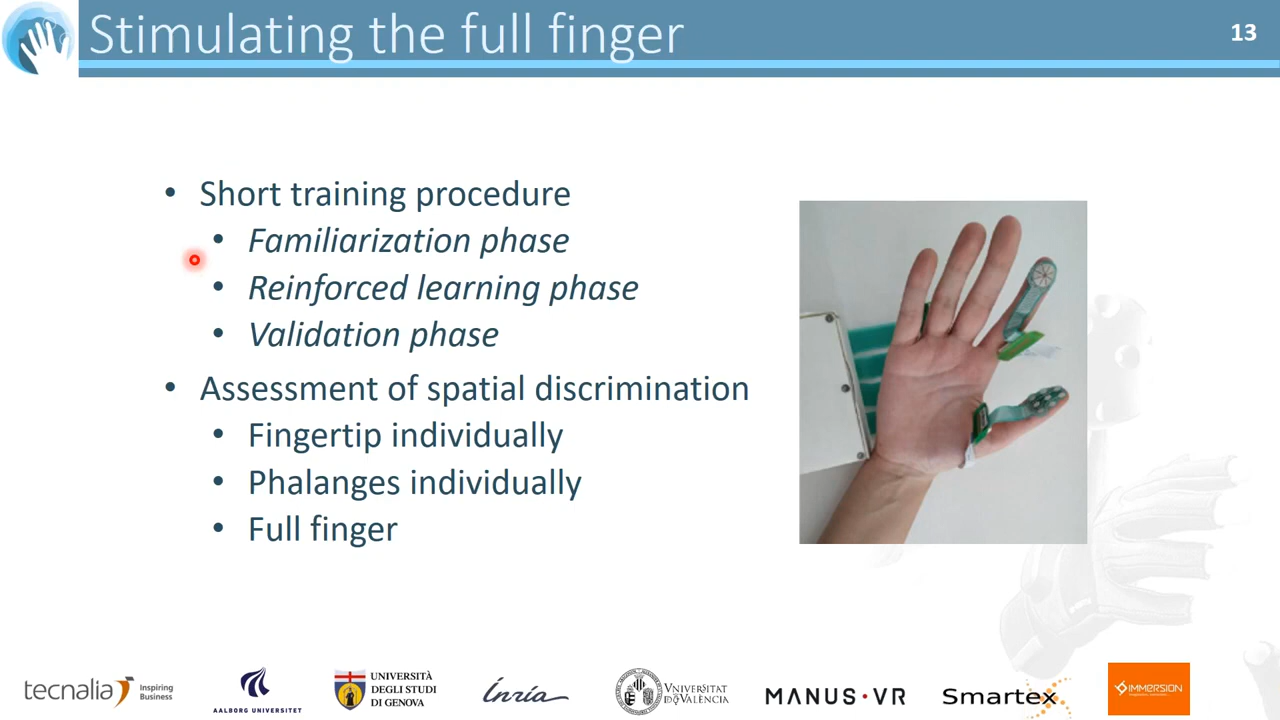 Stimulating the full finger
13
• Short training procedure
• Familiarization phase
• Reinforced learning phase
• Validation phase
• Assessment of spatial discrimination
• Fingertip individually
• Phalanges individually
• Full finger
tecnalia Inspiring Business
AALBORG UNIVERSITET
UNIVERSITÀ
DEGLI STUDI
DI GENOVA
Inria
VNIVERSITAT
DE VALÈNCIA
MANUS·VR
Smartex
IMMERSION